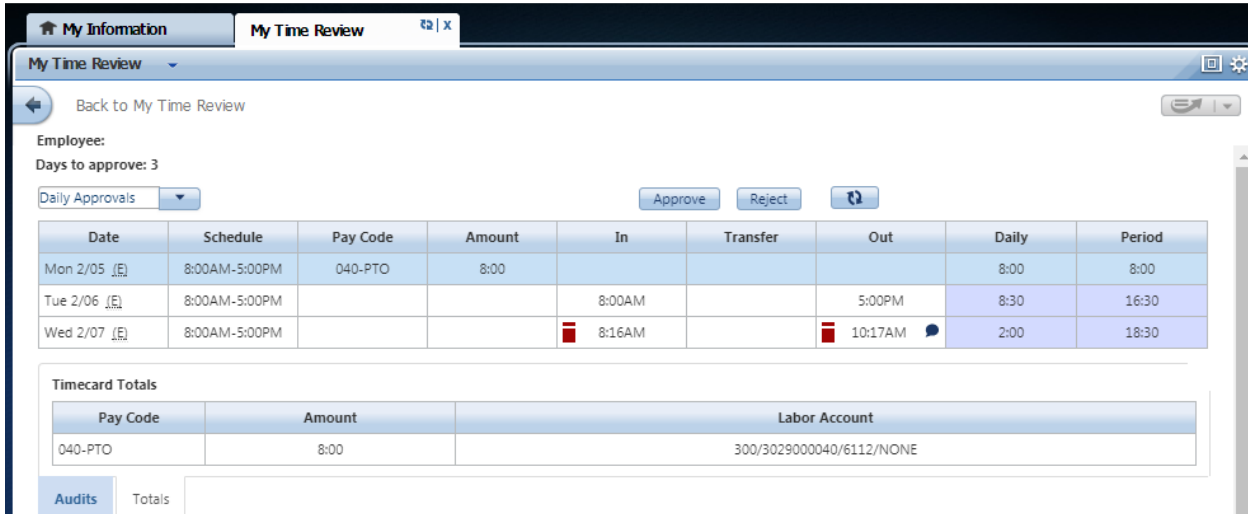 My Information My Time Review X
My Time Review
Back to My Time Review
Employee:
Days to approve: 3
Daily Approvals Approve Reject
Date Schedule Pay Code Amount In Transfer Out Daily Period
Mon 2/05 (E) 8:00AM-5:00PM 040-PTO 8:00 8:00 8:00
Tue 2/06 (E) 8:00AM-5:00PM 8:00AM 5:00PM 8:30 16:30
Wed 2/07 (E) 8:00AM-5:00PM 8:16AM 10:17AM 2:00 18:30
Timecard Totals
Pay Code Amount Labor Account
040-PTO 8:00 300/3029000040/6112/NONE
Audits Totals